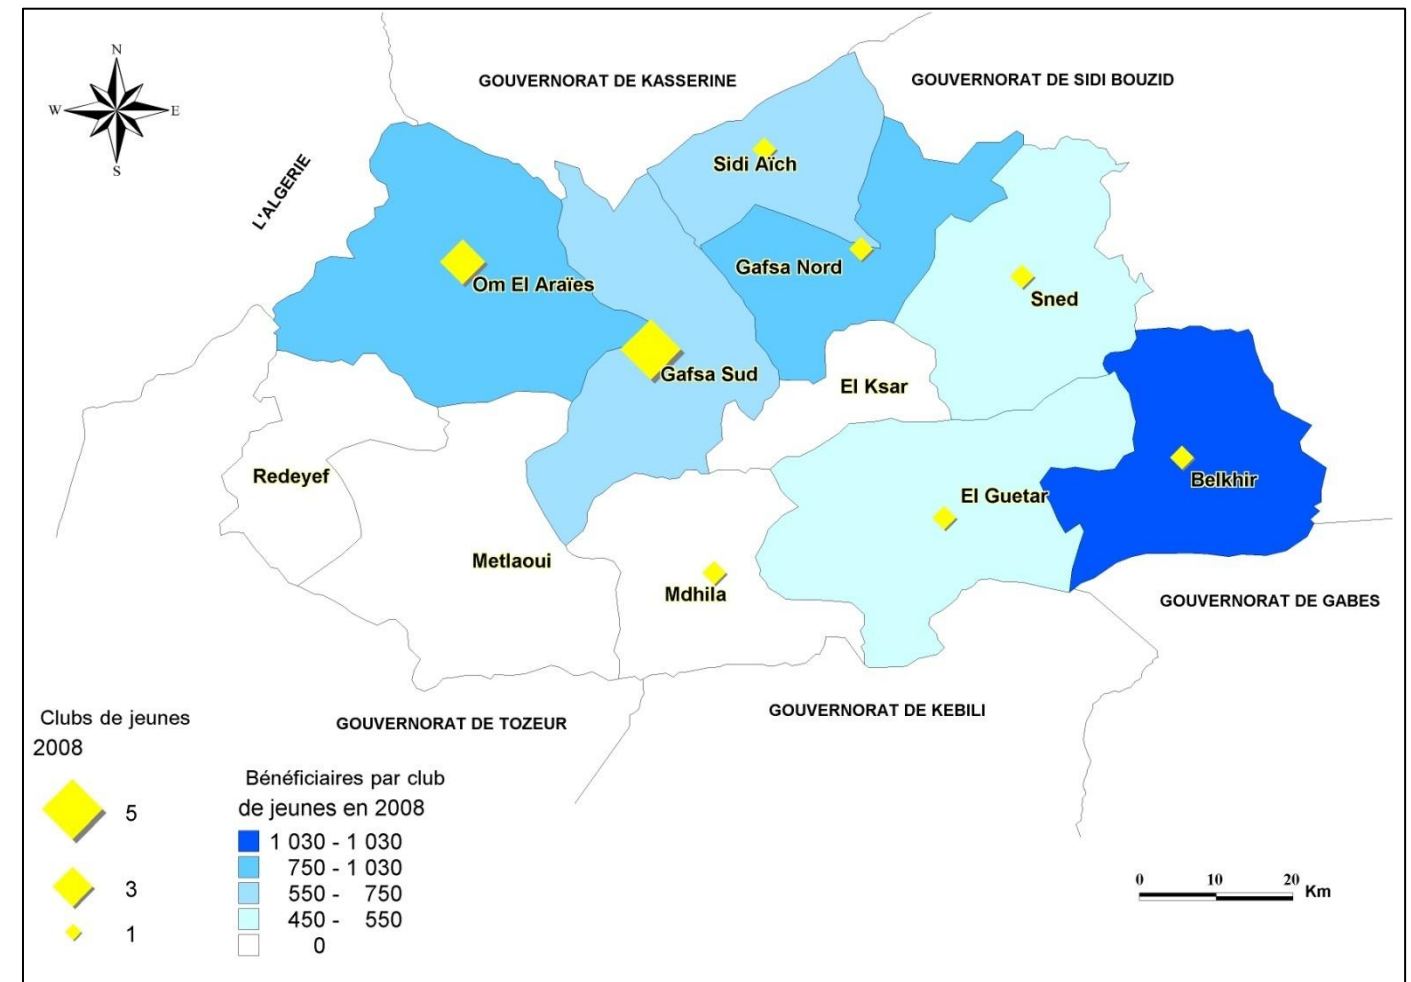 N
GOUVERNORAT DE KASSERINE
GOUVERNORAT DE SIDI BOUZID
W
E
S
L'ALGERIE
Sidi Aïch
Gafsa Nord
Om El Araïes
Sned
Gafsa Sud
El Ksar
Redeyef
Belkhir
El Guetar
Metlaoui
Mdhila
GOUVERNORAT DE GABES
GOUVERNORAT DE KEBILI
GOUVERNORAT DE TOZEUR
Clubs de jeunes
2008
5
3
1
Bénéficiaires par club
de jeunes en 2008
1 030 - 1 030
750 - 1 030
550 - 750
450 - 550
0
0 10 20
Km